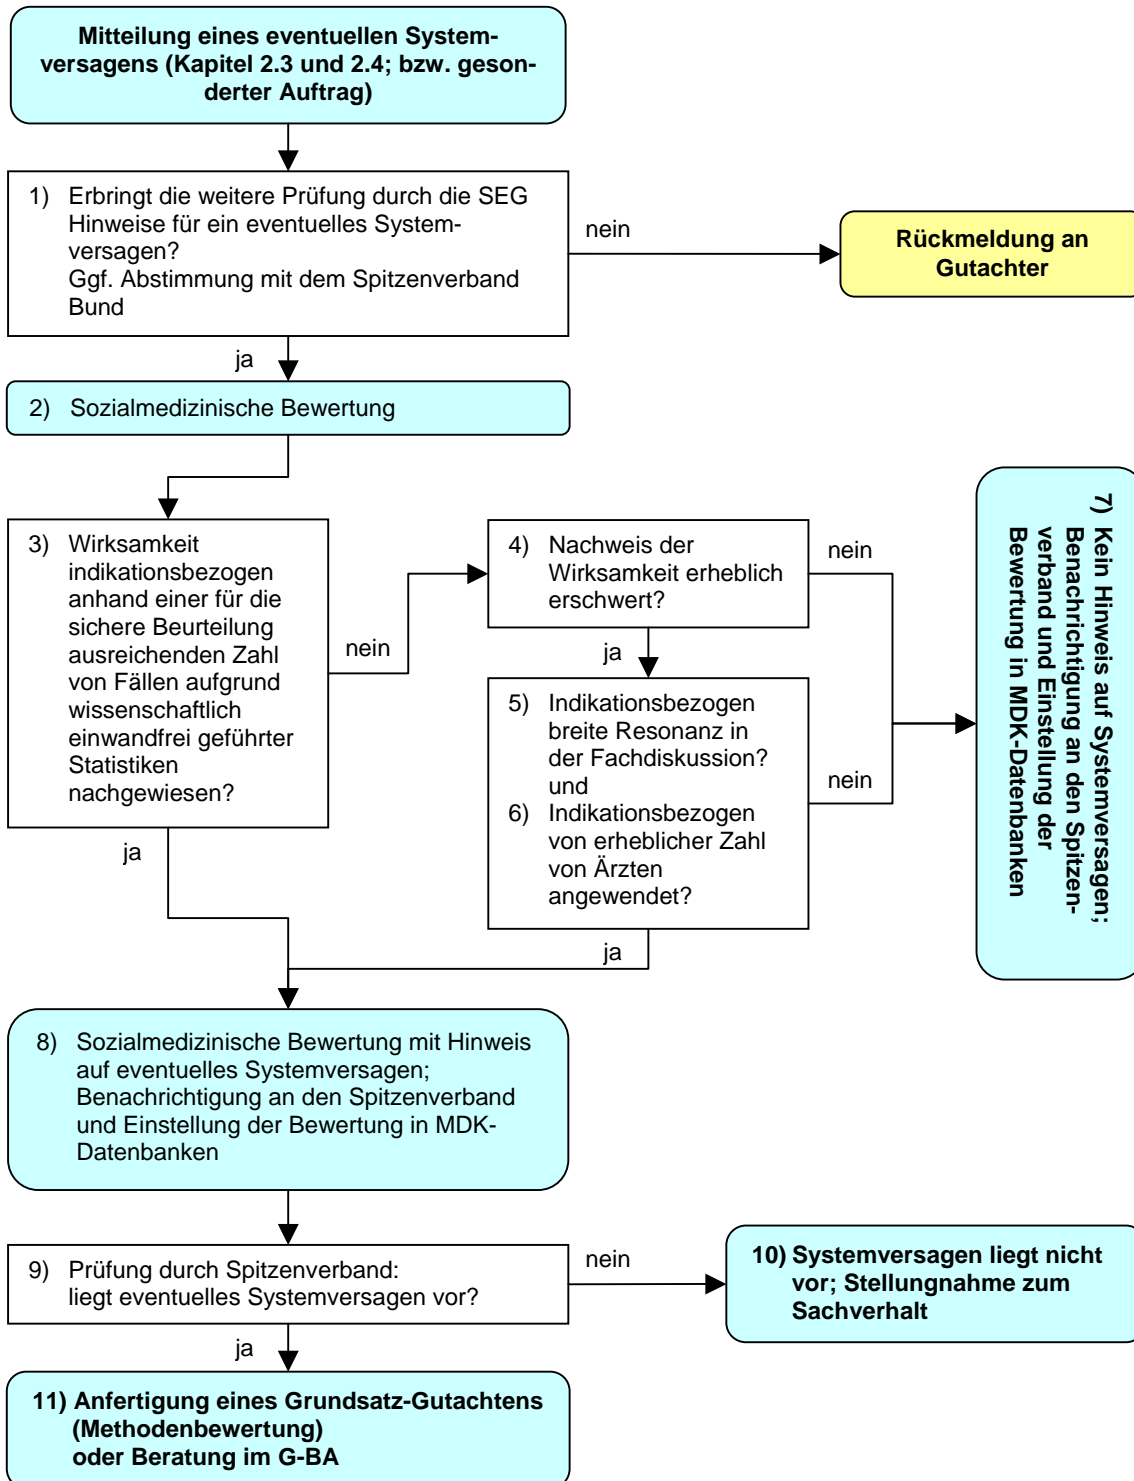 Mitteilung eines eventuellen System-
versagens (Kapitel 2.3 und 2.4; bzw. geson-
derter Auftrag)
1) Erbringt die weitere Prüfung durch die SEG
Hinweise für ein eventuelles System-
versagen?
Ggf. Abstimmung mit dem Spitzenverband
Bund
nein
Rückmeldung an
Gutachter
ja
2) Sozialmedizinische Bewertung
3) Wirksamkeit
indikationsbezogen
anhand einer für die
sichere Beurteilung
ausreichenden Zahl
von Fällen aufgrund
wissenschaftlich
einwandfrei geführter
Statistiken
nachgewiesen?
nein
4) Nachweis der
Wirksamkeit erheblich
erschwert?
nein
ja
5) Indikationsbezogen
breite Resonanz in
der Fachdiskussion?
und
6) Indikationsbezogen
von erheblicher Zahl
von Ärzten
angewendet?
nein
7) Kein Hinweis auf Systemversagen;
Benachrichtigung an den Spitzen-
verband und Einstellung der
Bewertung in MDK-Datenbanken
ja
ja
8) Sozialmedizinische Bewertung mit Hinweis
auf eventuelles Systemversagen;
Benachrichtigung an den Spitzenverband
und Einstellung der Bewertung in MDK-
Datenbanken
9) Prüfung durch Spitzenverband:
liegt eventuelles Systemversagen vor?
nein
10) Systemversagen liegt nicht
vor; Stellungnahme zum
Sachverhalt
ja
11) Anfertigung eines Grundsatz-Gutachtens
(Methodenbewertung)
oder Beratung im G-BA